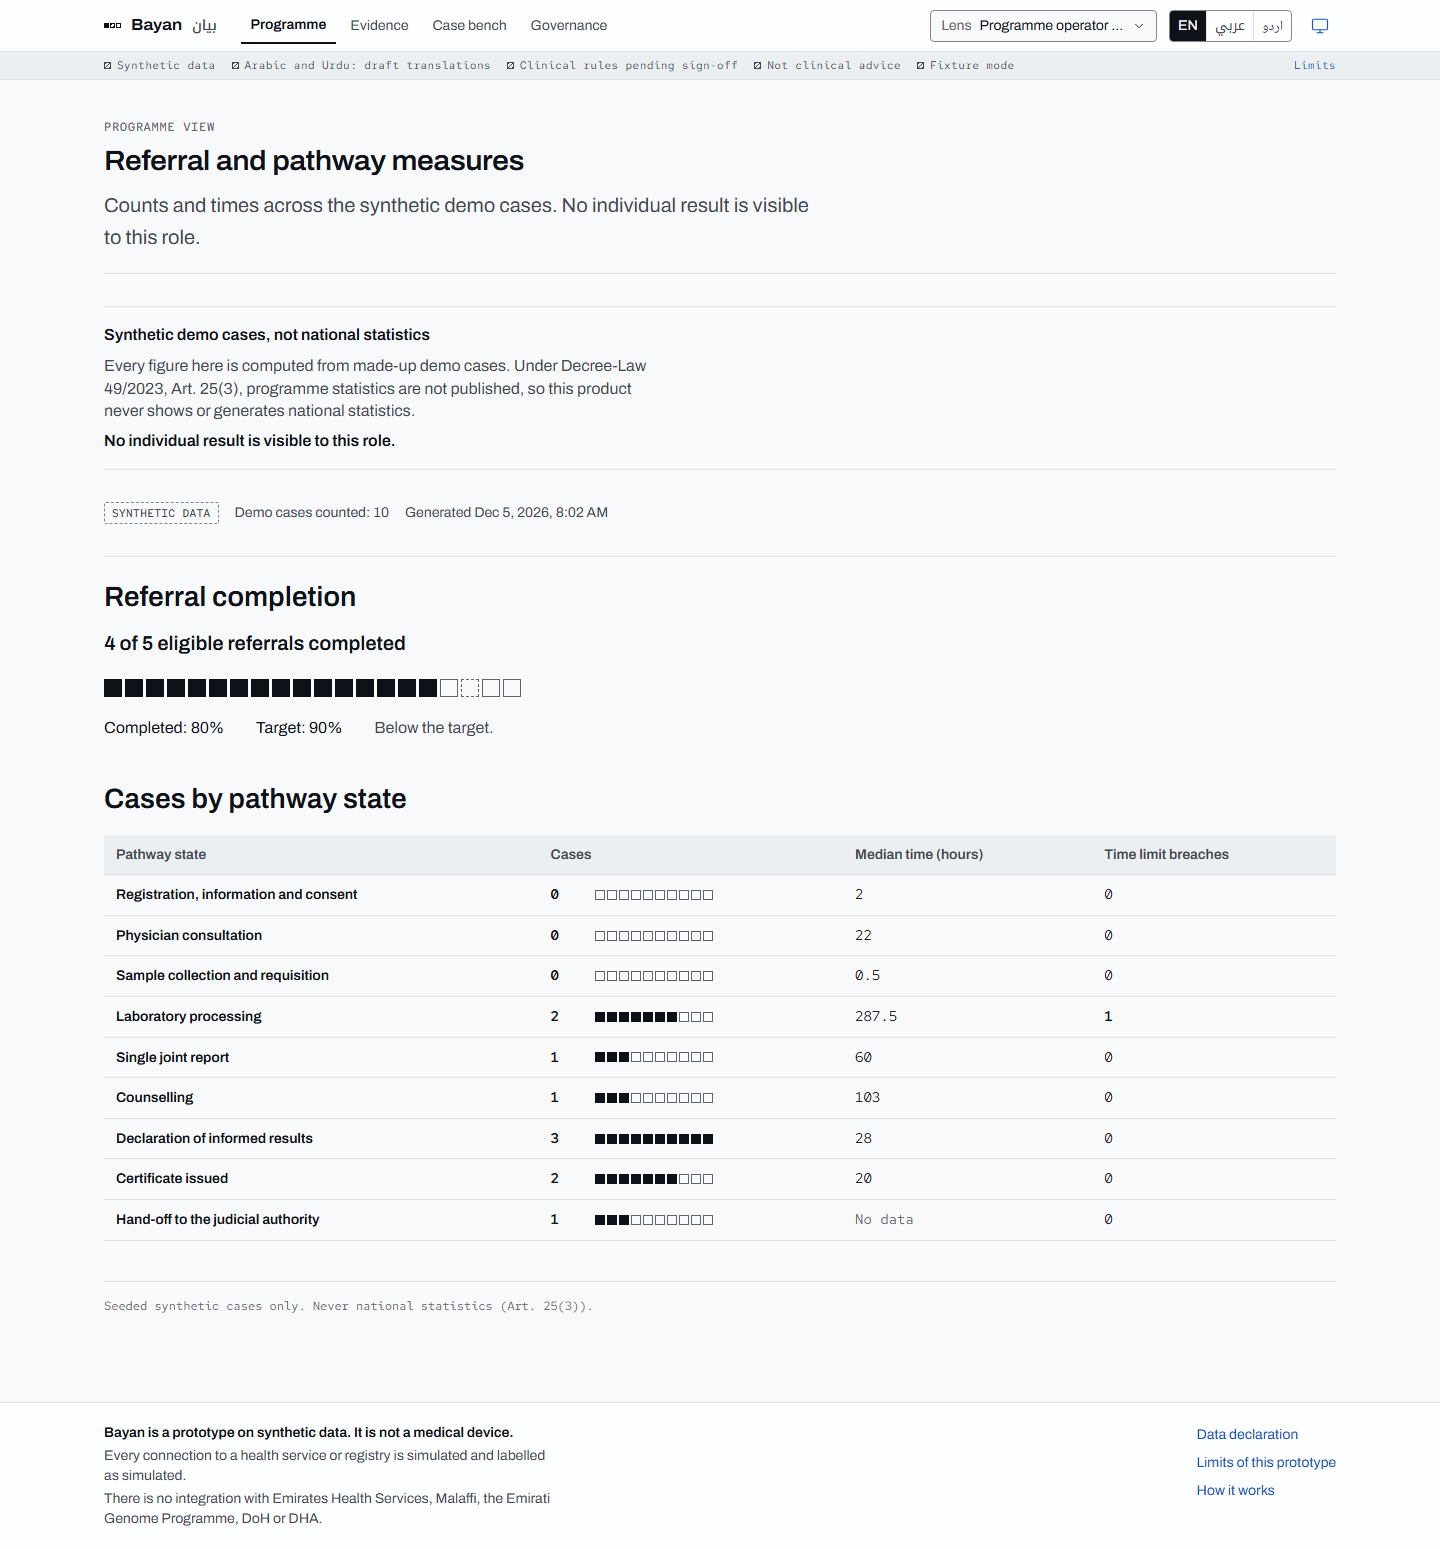 Bayan بيان
Programme
Evidence
Case bench
Governance
Lens Programme operator ...
EN
عربي
اردو
Synthetic data
Arabic and Urdu: draft translations
Clinical rules pending sign-off
Not clinical advice
Fixture mode
Limits
PROGRAMME VIEW
Referral and pathway measures
Counts and times across the synthetic demo cases. No individual result is visible
to this role.
Synthetic demo cases, not national statistics
Every figure here is computed from made-up demo cases. Under Decree-Law
49/2023, Art. 25(3), programme statistics are not published, so this product
never shows or generates national statistics.
No individual result is visible to this role.
SYNTHETIC DATA Demo cases counted: 10 Generated Dec 5, 2026, 8:02 AM
Referral completion
4 of 5 eligible referrals completed
Completed: 80% Target: 90% Below the target.
Cases by pathway state
Pathway state Cases Median time (hours) Time limit breaches
Registration, information and consent 0 2 0
Physician consultation 0 22 0
Sample collection and requisition 0 0.5 0
Laboratory processing 2 287.5 1
Single joint report 1 60 0
Counselling 1 103 0
Declaration of informed results 3 28 0
Certificate issued 2 20 0
Hand-off to the judicial authority 1 No data 0
Seeded synthetic cases only. Never national statistics (Art. 25(3)).
Bayan is a prototype on synthetic data. It is not a medical device.
Every connection to a health service or registry is simulated and labelled
as simulated.
There is no integration with Emirates Health Services, Malaffi, the Emirati
Genome Programme, DoH or DHA.
Data declaration
Limits of this prototype
How it works